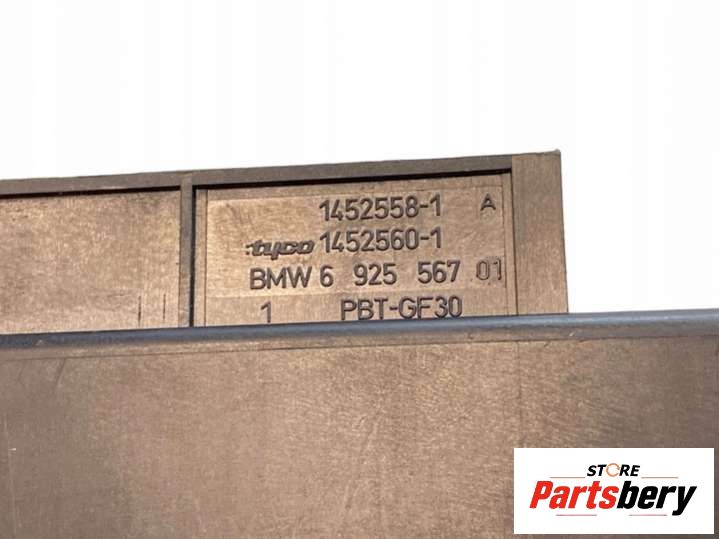 1452558-1 A
tyco 1452560-1
BMW 6 925 567 01
1 PBT-GF30
STORE
Partsbery